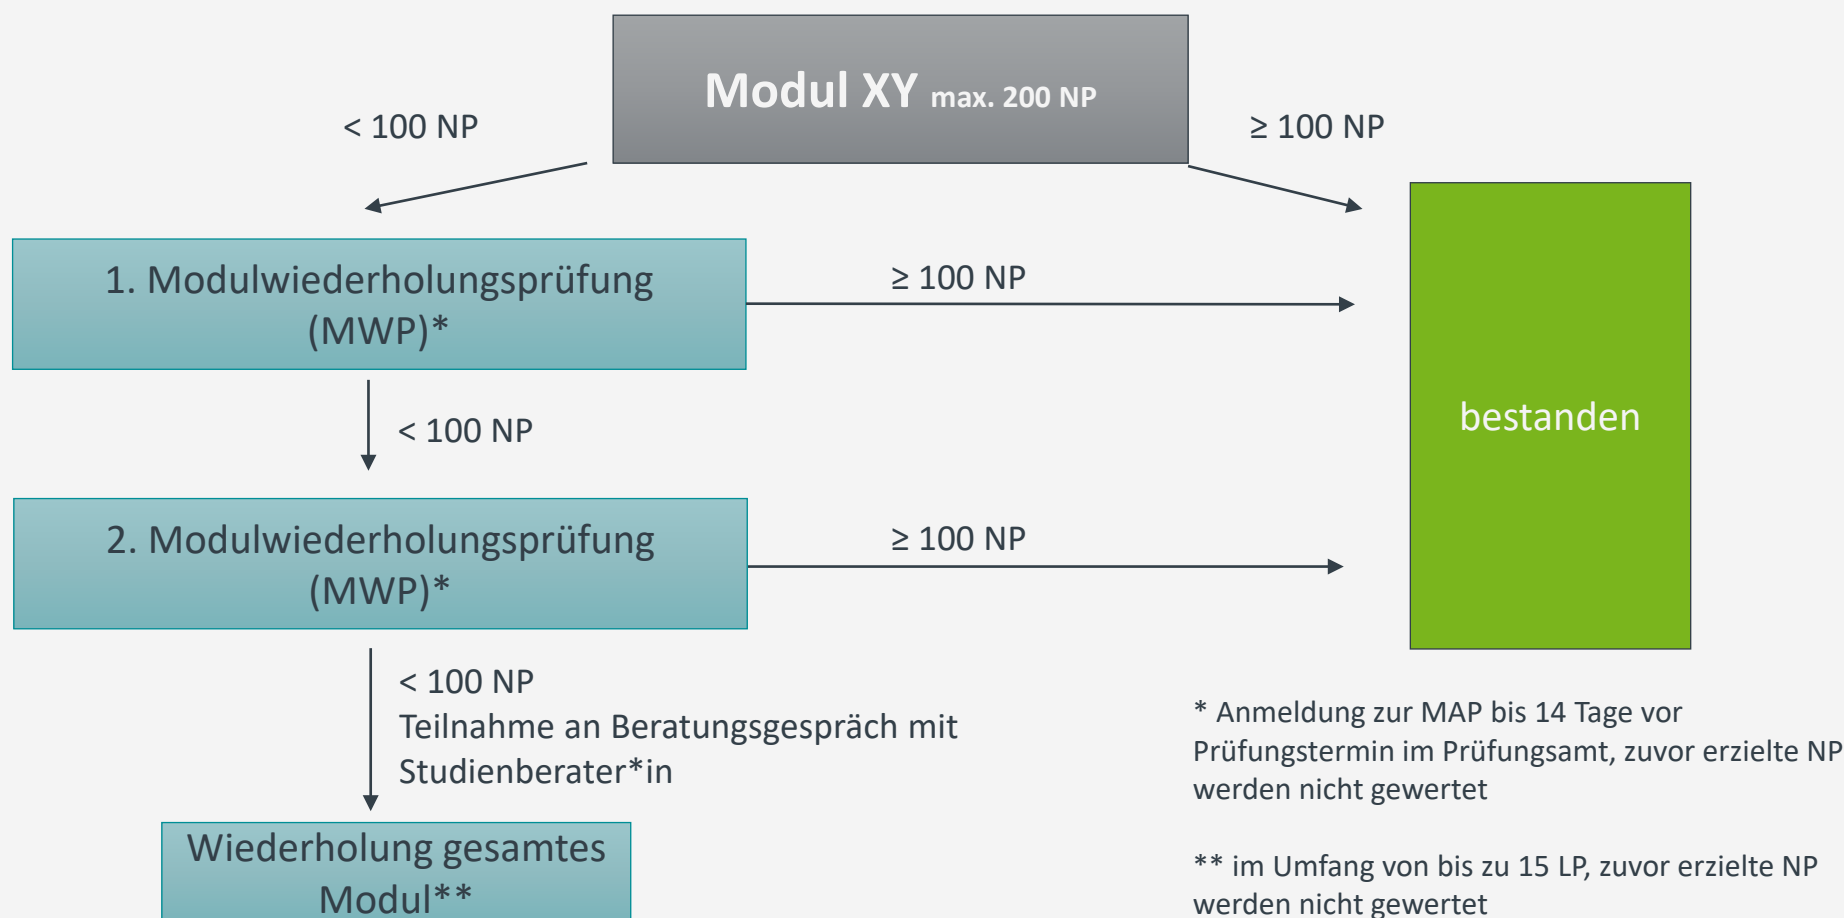 Modul XY max. 200 NP
< 100 NP
≥ 100 NP
1. Modulwiederholungsprüfung
(MWP)*
≥ 100 NP
bestanden
< 100 NP
2. Modulwiederholungsprüfung
(MWP)*
≥ 100 NP
< 100 NP
Teilnahme an Beratungsgespräch mit
Studienberater*in
* Anmeldung zur MAP bis 14 Tage vor
Prüfungstermin im Prüfungsamt, zuvor erzielte NP
werden nicht gewertet
Wiederholung gesamtes
Modul**
** im Umfang von bis zu 15 LP, zuvor erzielte NP
werden nicht gewertet